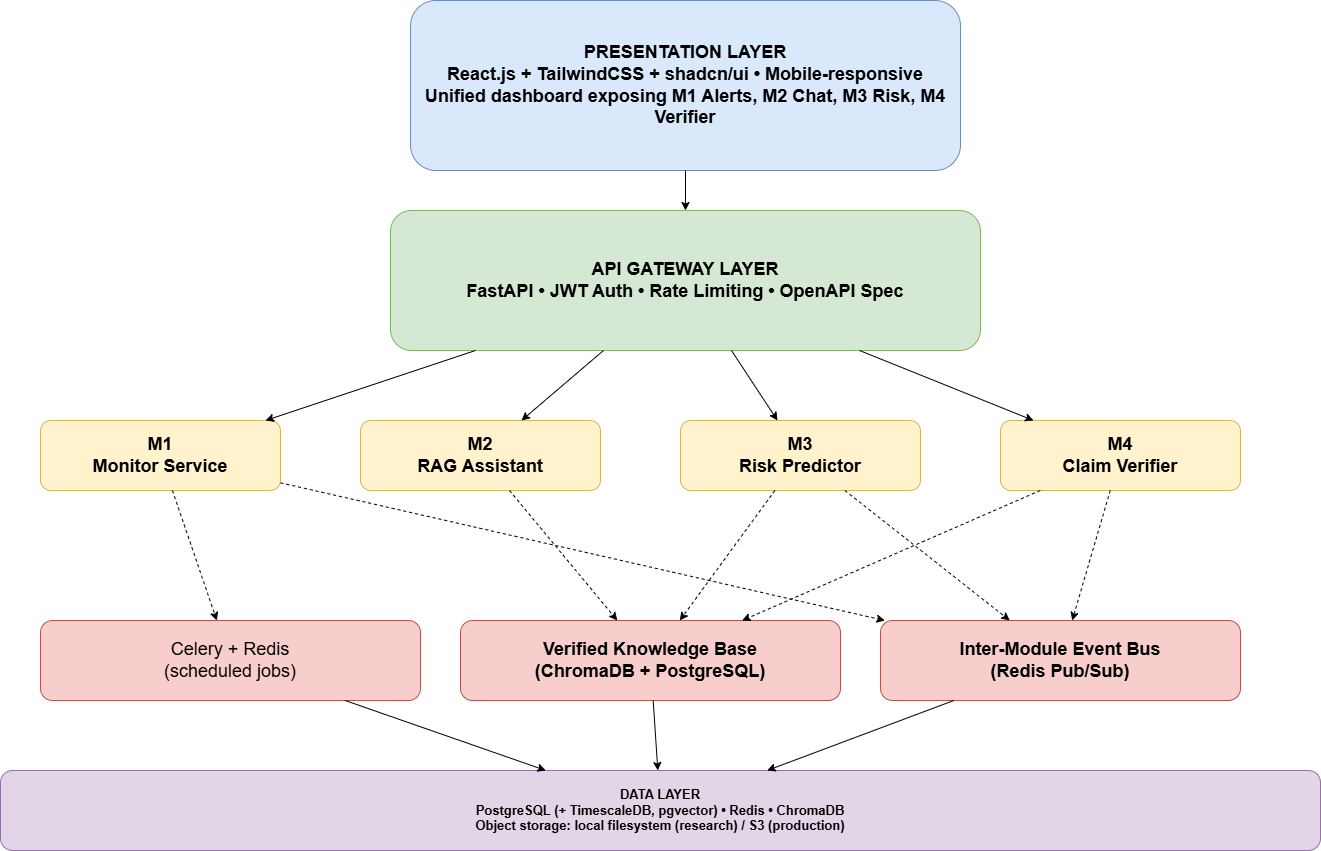 PRESENTATION LAYER
React.js + TailwindCSS + shadcn/ui • Mobile-responsive
Unified dashboard exposing M1 Alerts, M2 Chat, M3 Risk, M4
Verifier
API GATEWAY LAYER
FastAPI • JWT Auth • Rate Limiting • OpenAPI Spec
M1
Monitor Service
M2
RAG Assistant
M3
Risk Predictor
M4
Claim Verifier
Celery + Redis
(scheduled jobs)
Verified Knowledge Base
(ChromaDB + PostgreSQL)
Inter-Module Event Bus
(Redis Pub/Sub)
DATA LAYER
PostgreSQL (+ TimescaleDB, pgvector) • Redis • ChromaDB
Object storage: local filesystem (research) / S3 (production)